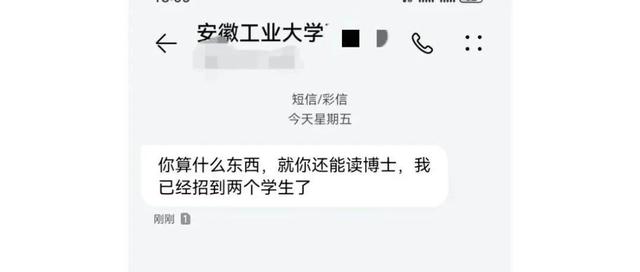 安徽工业大学
短信/彩信
今天星期五
你算什么东西，就你还能读博士，我
已经招到两个学生了
刚刚 1